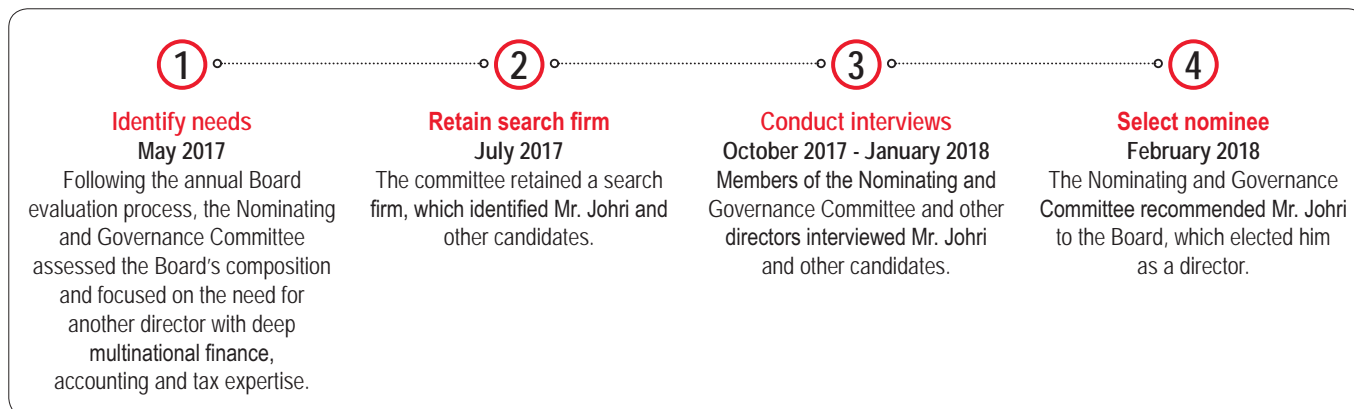 1
Identify needs
May 2017
Following the annual Board
evaluation process, the Nominating
and Governance Committee
assessed the Board's composition
and focused on the need for
another director with deep
multinational finance,
accounting and tax expertise.
2
Retain search firm
July 2017
The committee retained a search
firm, which identified Mr. Johri and
other candidates.
3
Conduct interviews
October 2017 - January 2018
Members of the Nominating and
Governance Committee and other
directors interviewed Mr. Johri
and other candidates.
4
Select nominee
February 2018
The Nominating and Governance
Committee recommended Mr. Johri
to the Board, which elected him
as a director.